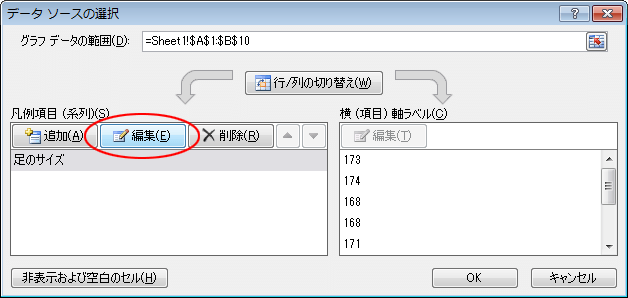 データ ソースの選択
グラフ データの範囲(D):
=Sheet1!$A$1:$B$10
行/列の切り替え(W)
凡例項目 (系列)(S)
横 (項目) 軸ラベル(C)
追加(A)
編集(E)
削除(R)
編集(T)
足のサイズ
173
174
168
168
171
非表示および空白のセル(H)
OK
キャンセル